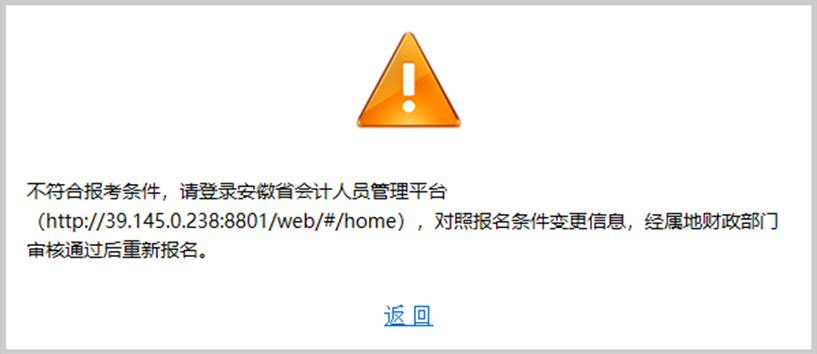 不符合报考条件，请登录安徽省会计人员管理平台
（http://39.145.0.238:8801/web/#/home），对照报名条件变更信息，经属地财政部门
审核通过后重新报名。
返 回